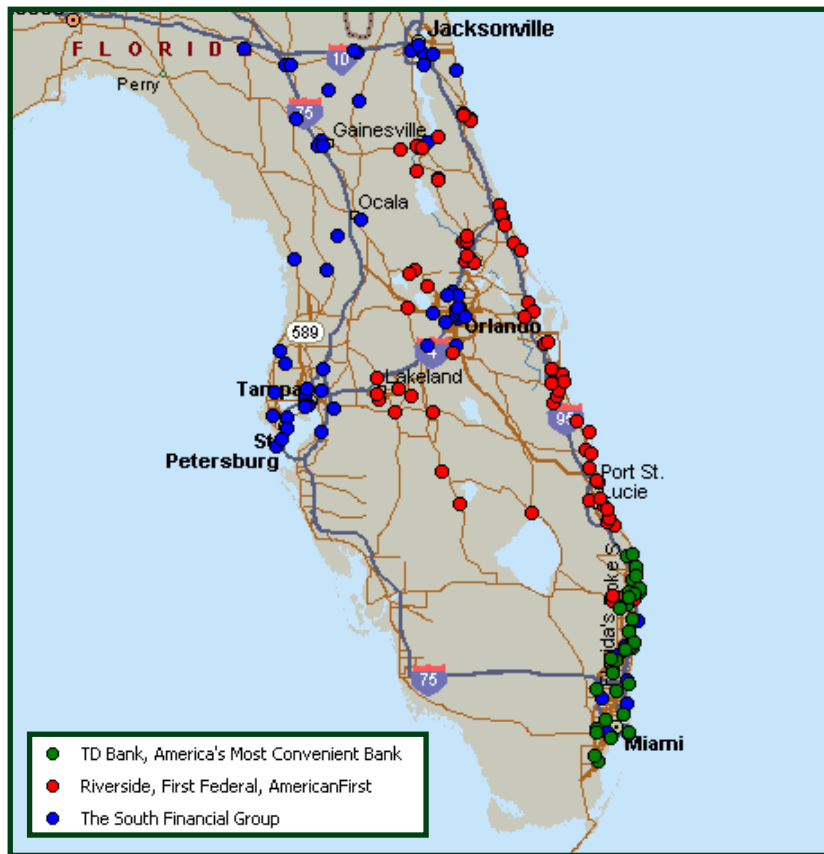 Jacksonville
FLORID
10
Perry
75
Gainesville
Ocala
589
Orlando
4
Tampa
Lakeland
95
St
Petersburg
Port St.
Lucie
75
Miami
TD Bank, America's Most Convenient Bank
Riverside, First Federal, AmericanFirst
The South Financial Group